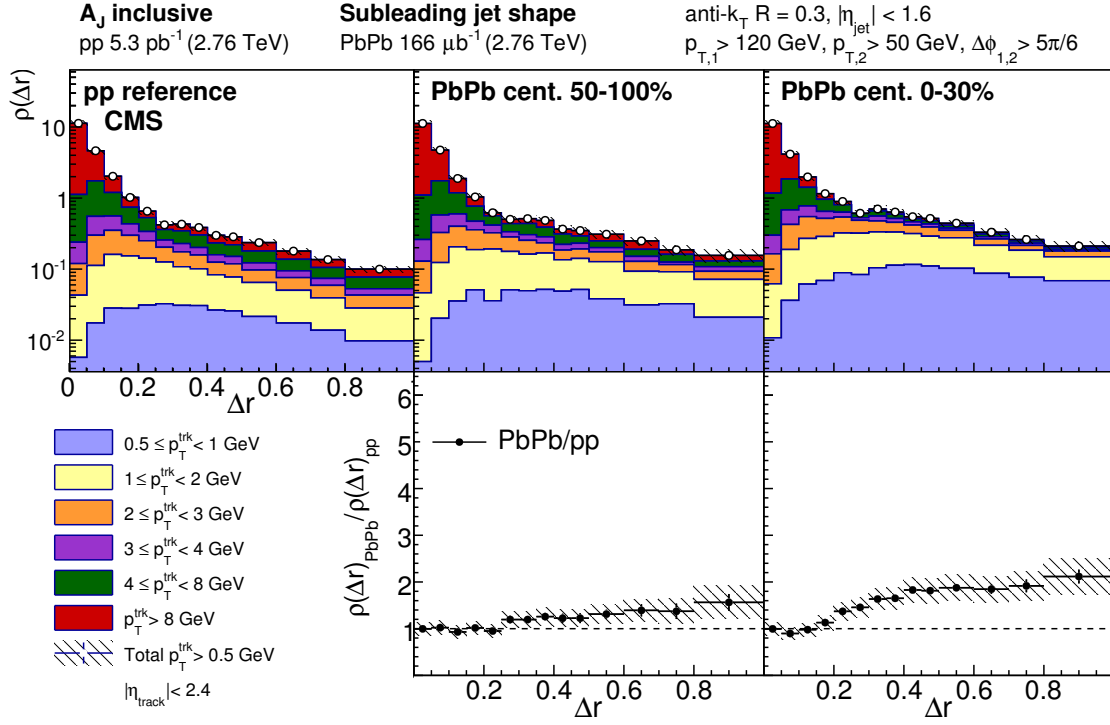 A_J inclusive
Subleading jet shape
anti-k_T R = 0.3, |η_jet| < 1.6
pp 5.3 pb⁻¹ (2.76 TeV)
PbPb 166 μb⁻¹ (2.76 TeV)
p_T,1 > 120 GeV, p_T,2 > 50 GeV, Δϕ_1,2 > 5π/6
ρ(Δr)
pp reference
CMS
PbPb cent. 50-100%
PbPb cent. 0-30%
10
1
10⁻¹
10⁻²
0 0.2 0.4 0.6 0.8
Δr
0.5 ≤ p_T^trk < 1 GeV
1 ≤ p_T^trk < 2 GeV
2 ≤ p_T^trk < 3 GeV
3 ≤ p_T^trk < 4 GeV
4 ≤ p_T^trk < 8 GeV
p_T^trk > 8 GeV
Total p_T^trk > 0.5 GeV
|η_track| < 2.4
ρ(Δr)_PbPb/ρ(Δr)_pp
6
5
4
3
2
1
PbPb/pp
0.2 0.4 0.6 0.8
Δr
0.2 0.4 0.6 0.8
Δr